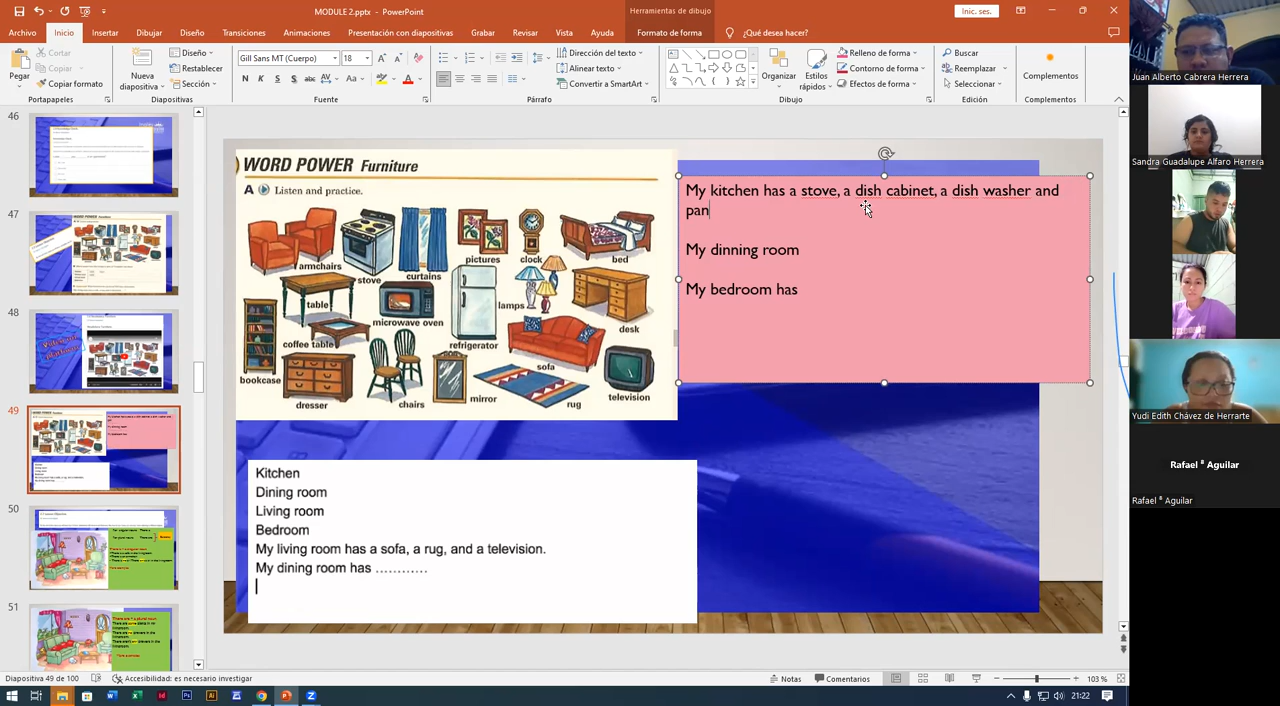 MODULE 2.pptx - PowerPoint
Herramientas de dibujo
Inic. ses.
Archivo
Inicio
Insertar
Dibujar
Diseño
Transiciones
Animaciones
Presentación con diapositivas
Grabar
Revisar
Vista
Ayuda
Formato de forma
¿Qué desea hacer?
Pegar
Cortar
Copiar
Copiar formato
Portapapeles
Nueva diapositiva
Diseño
Restablecer
Sección
Diapositivas
Gill Sans MT (Cuerpo)
18
N K S abc AV Aa
Fuente
Dirección del texto
Alinear texto
Convertir a SmartArt
Párrafo
Organizar
Estilos rápidos
Relleno de forma
Contorno de forma
Efectos de forma
Dibujo
Buscar
Reemplazar
Seleccionar
Edición
Complementos
Complementos
46
47
48
49
50
51
WORD POWER Furniture
A Listen and practice.
armchairs
stove
curtains
pictures
clock
bed
table
microwave oven
lamps
desk
coffee table
refrigerator
sofa
bookcase
dresser
chairs
mirror
rug
television
My kitchen has a stove, a dish cabinet, a dish washer and
pan
My dinning room
My bedroom has
Kitchen
Dining room
Living room
Bedroom
My living room has a sofa, a rug, and a television.
My dining room has ............
Juan Alberto Cabrera Herrera
Sandra Guadalupe Alfaro Herrera
Yudi Edith Chávez de Herrarte
Rafael ⁿ Aguilar
Rafael ⁿ Aguilar
Diapositiva 49 de 100
Accesibilidad: es necesario investigar
Notas
Comentarios
103 %
21:22